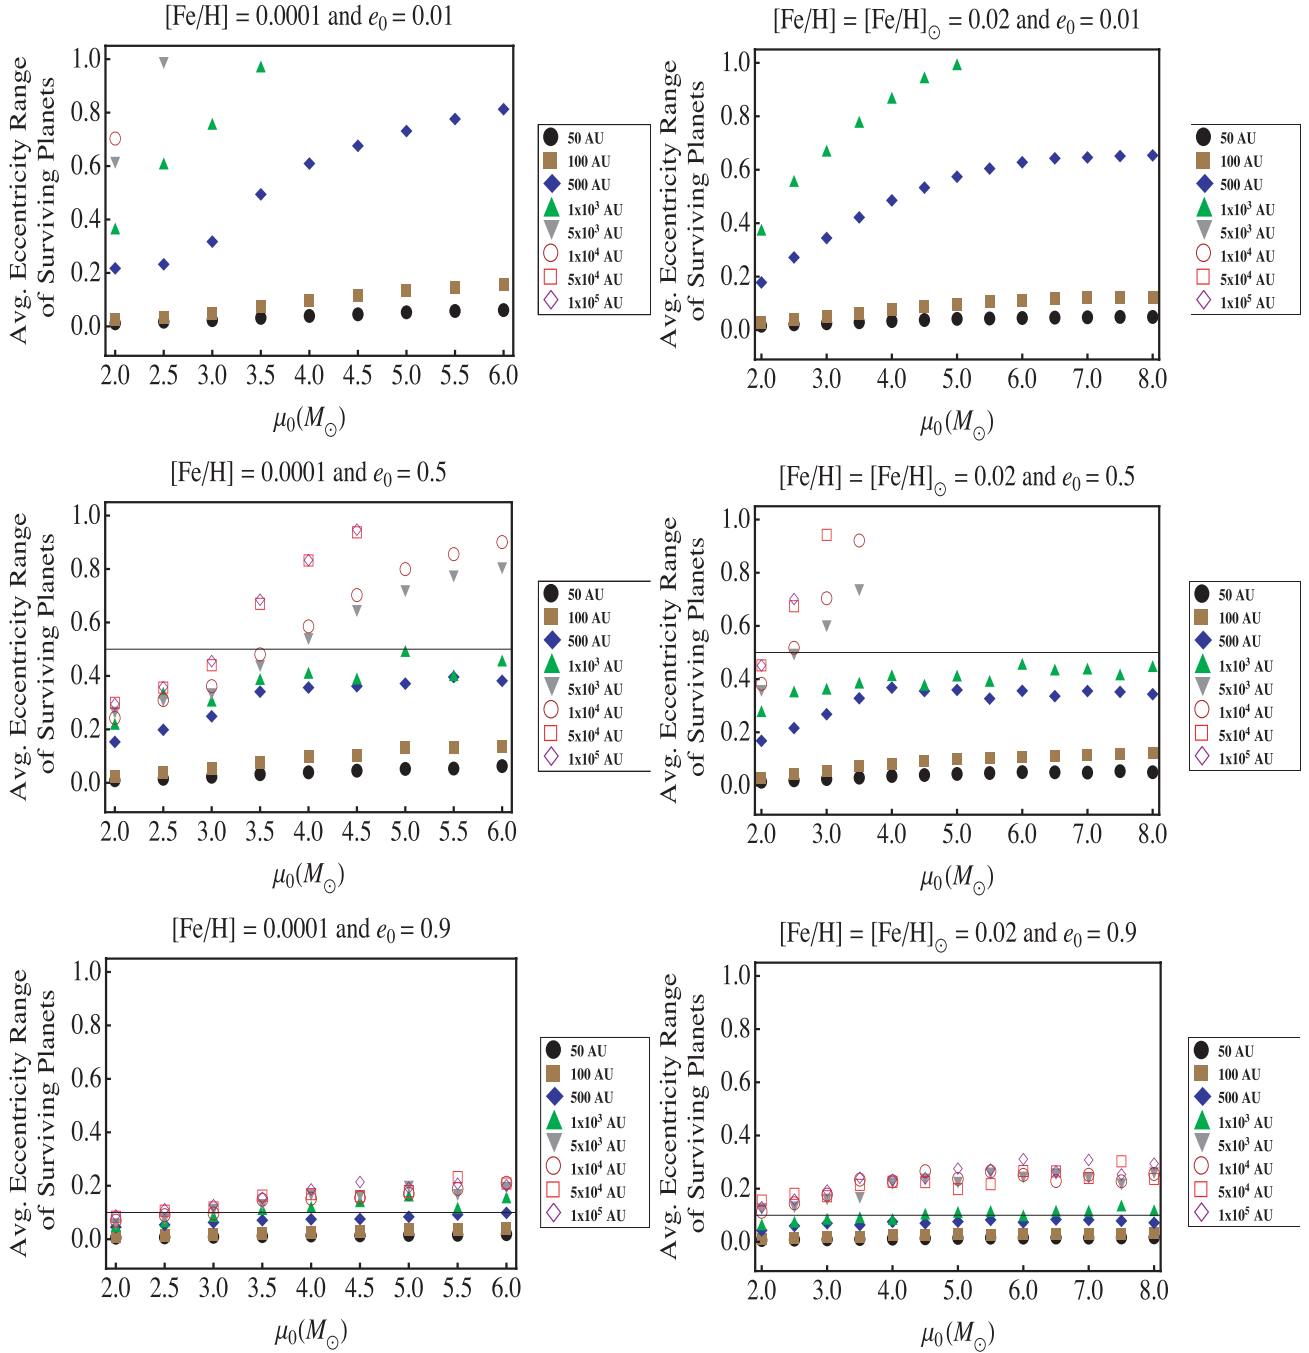 [Fe/H] = 0.0001 and e₀ = 0.01
Avg. Eccentricity Range
of Surviving Planets
1.0
0.8
0.6
0.4
0.2
0.0
2.0 2.5 3.0 3.5 4.0 4.5 5.0 5.5 6.0
μ₀(M⊙)
50 AU
100 AU
500 AU
1x10³ AU
5x10³ AU
1x10⁴ AU
5x10⁴ AU
1x10⁵ AU
[Fe/H] = [Fe/H]⊙ = 0.02 and e₀ = 0.01
Avg. Eccentricity Range
of Surviving Planets
1.0
0.8
0.6
0.4
0.2
0.0
2.0 3.0 4.0 5.0 6.0 7.0 8.0
μ₀(M⊙)
50 AU
100 AU
500 AU
1x10³ AU
5x10³ AU
1x10⁴ AU
5x10⁴ AU
1x10⁵ AU
[Fe/H] = 0.0001 and e₀ = 0.5
Avg. Eccentricity Range
of Surviving Planets
1.0
0.8
0.6
0.4
0.2
0.0
2.0 2.5 3.0 3.5 4.0 4.5 5.0 5.5 6.0
μ₀(M⊙)
50 AU
100 AU
500 AU
1x10³ AU
5x10³ AU
1x10⁴ AU
5x10⁴ AU
1x10⁵ AU
[Fe/H] = [Fe/H]⊙ = 0.02 and e₀ = 0.5
Avg. Eccentricity Range
of Surviving Planets
1.0
0.8
0.6
0.4
0.2
0.0
2.0 3.0 4.0 5.0 6.0 7.0 8.0
μ₀(M⊙)
50 AU
100 AU
500 AU
1x10³ AU
5x10³ AU
1x10⁴ AU
5x10⁴ AU
1x10⁵ AU
[Fe/H] = 0.0001 and e₀ = 0.9
Avg. Eccentricity Range
of Surviving Planets
1.0
0.8
0.6
0.4
0.2
0.0
2.0 2.5 3.0 3.5 4.0 4.5 5.0 5.5 6.0
μ₀(M⊙)
50 AU
100 AU
500 AU
1x10³ AU
5x10³ AU
1x10⁴ AU
5x10⁴ AU
1x10⁵ AU
[Fe/H] = [Fe/H]⊙ = 0.02 and e₀ = 0.9
Avg. Eccentricity Range
of Surviving Planets
1.0
0.8
0.6
0.4
0.2
0.0
2.0 3.0 4.0 5.0 6.0 7.0 8.0
μ₀(M⊙)
50 AU
100 AU
500 AU
1x10³ AU
5x10³ AU
1x10⁴ AU
5x10⁴ AU
1x10⁵ AU